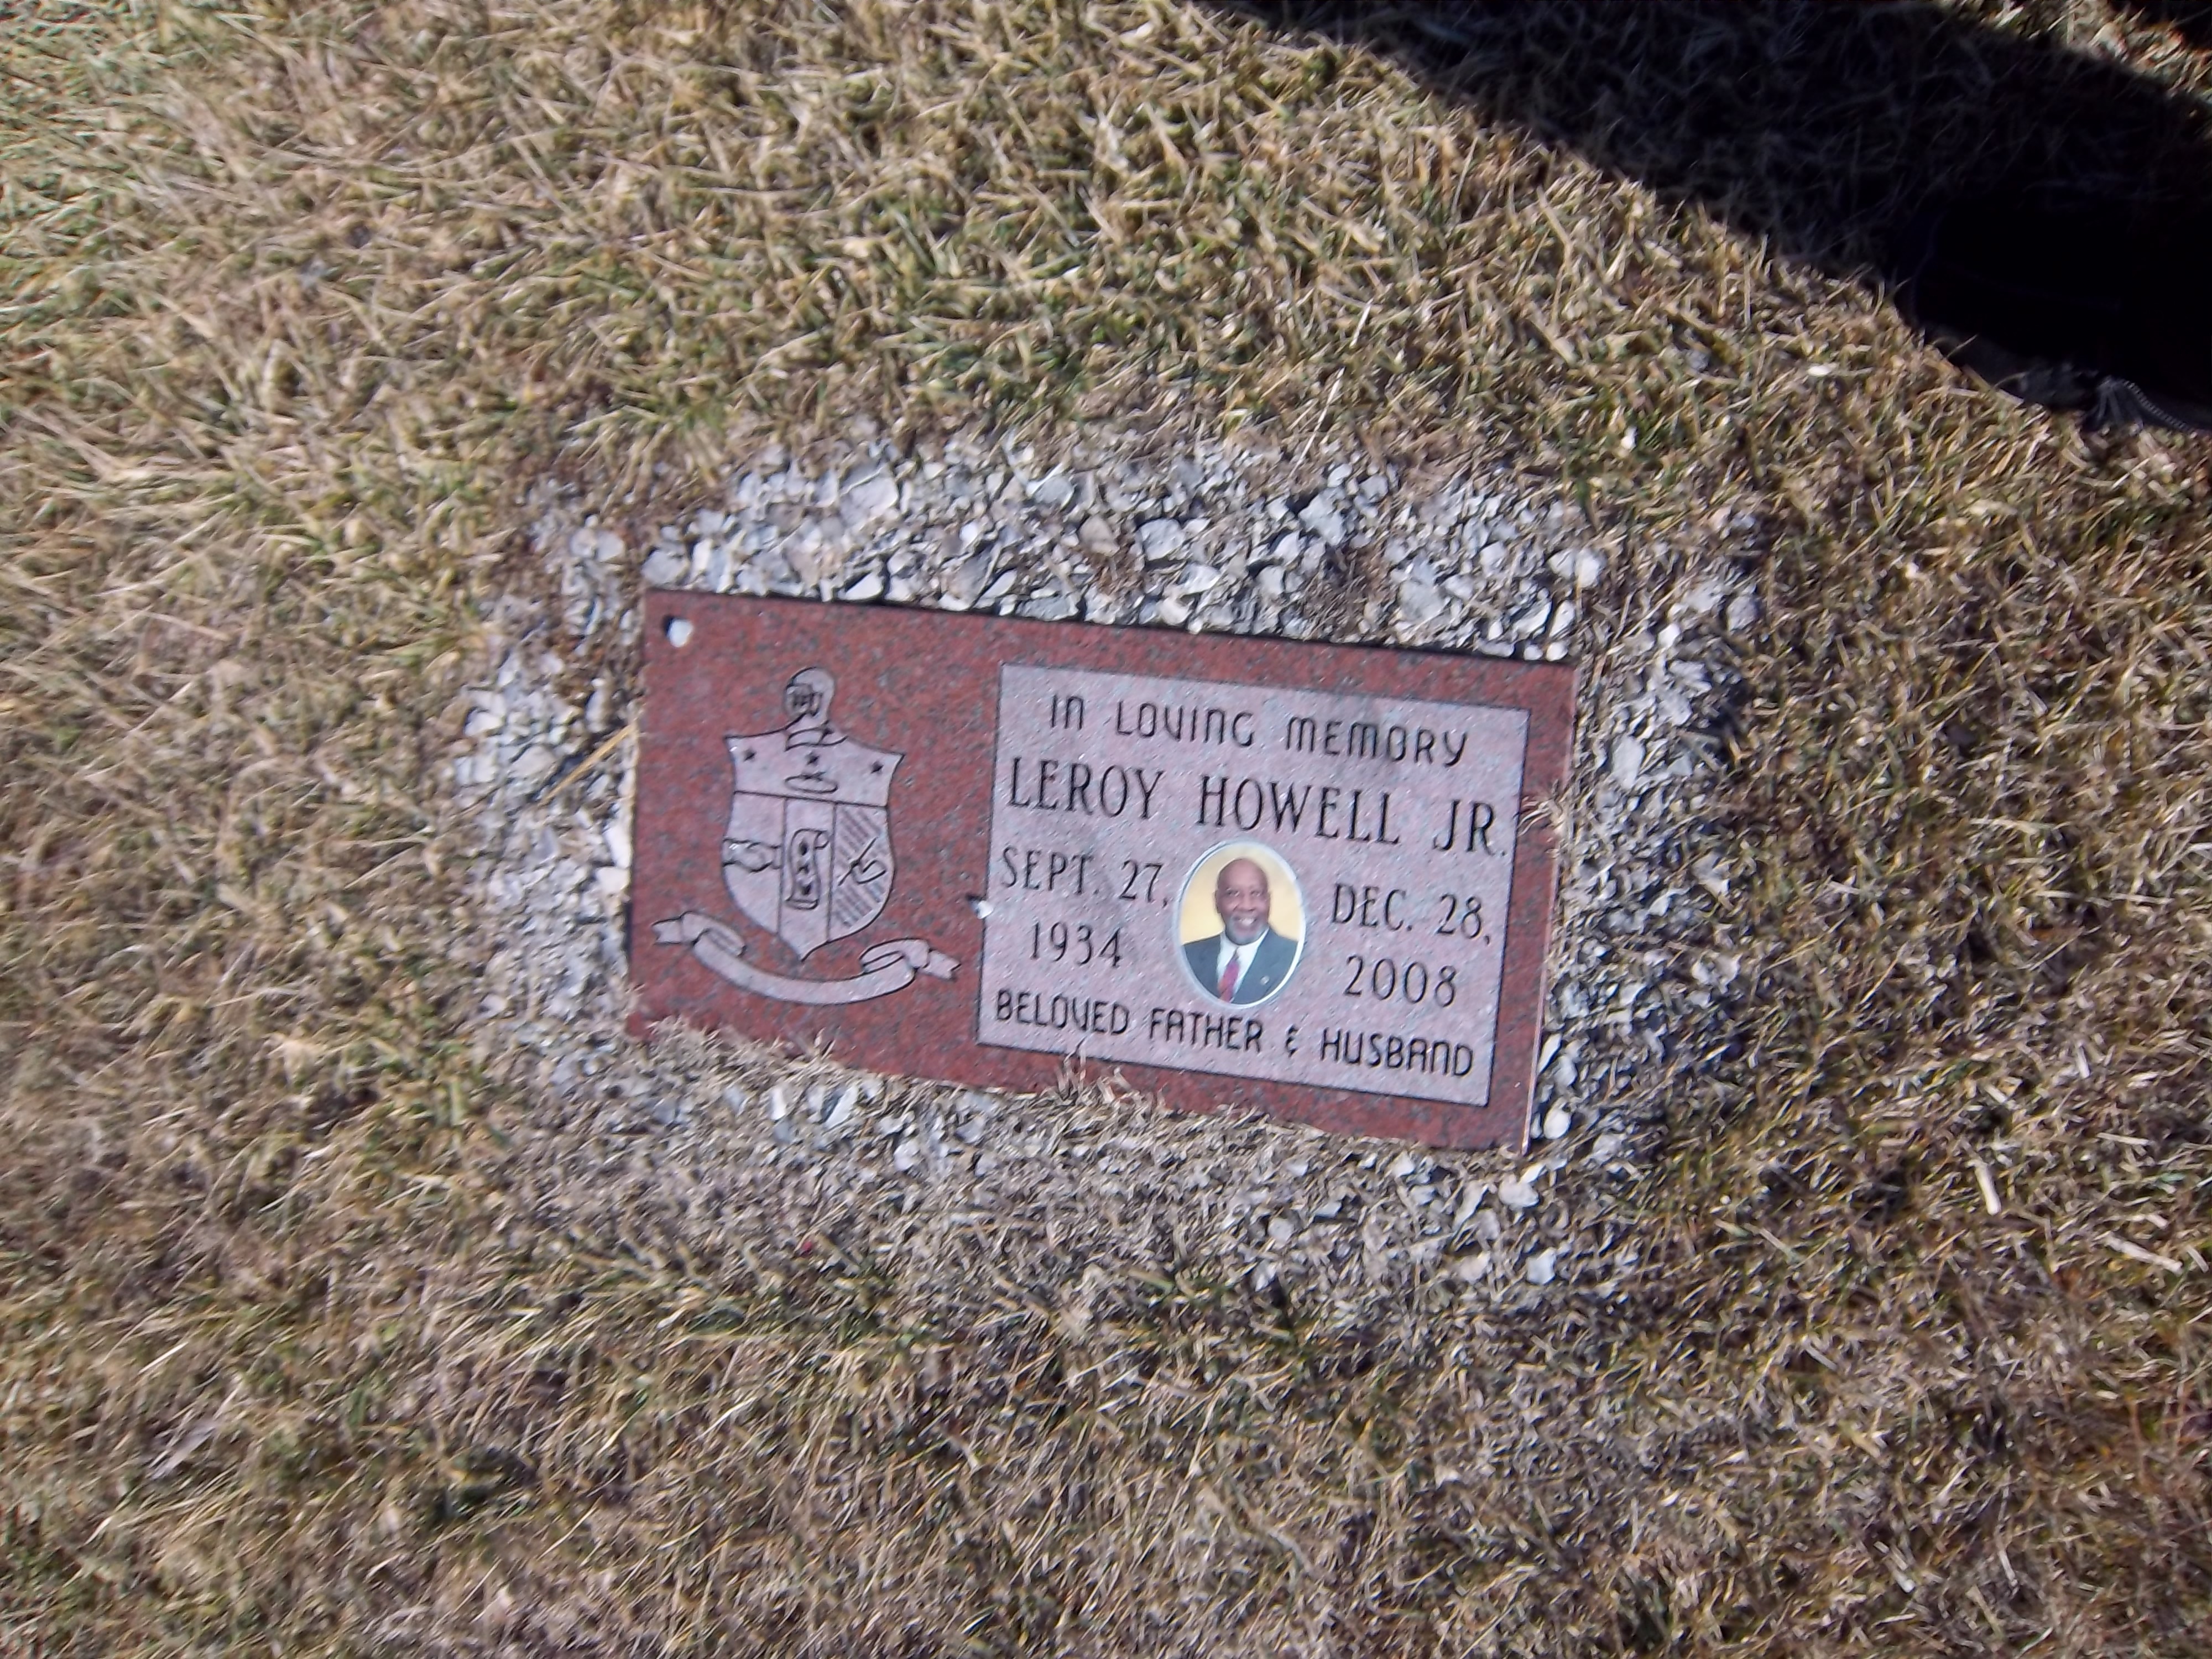 IN LOVING MEMORY
LEROY HOWELL JR.
SEPT. 27,
1934
DEC. 28,
2008
BELOVED FATHER & HUSBAND